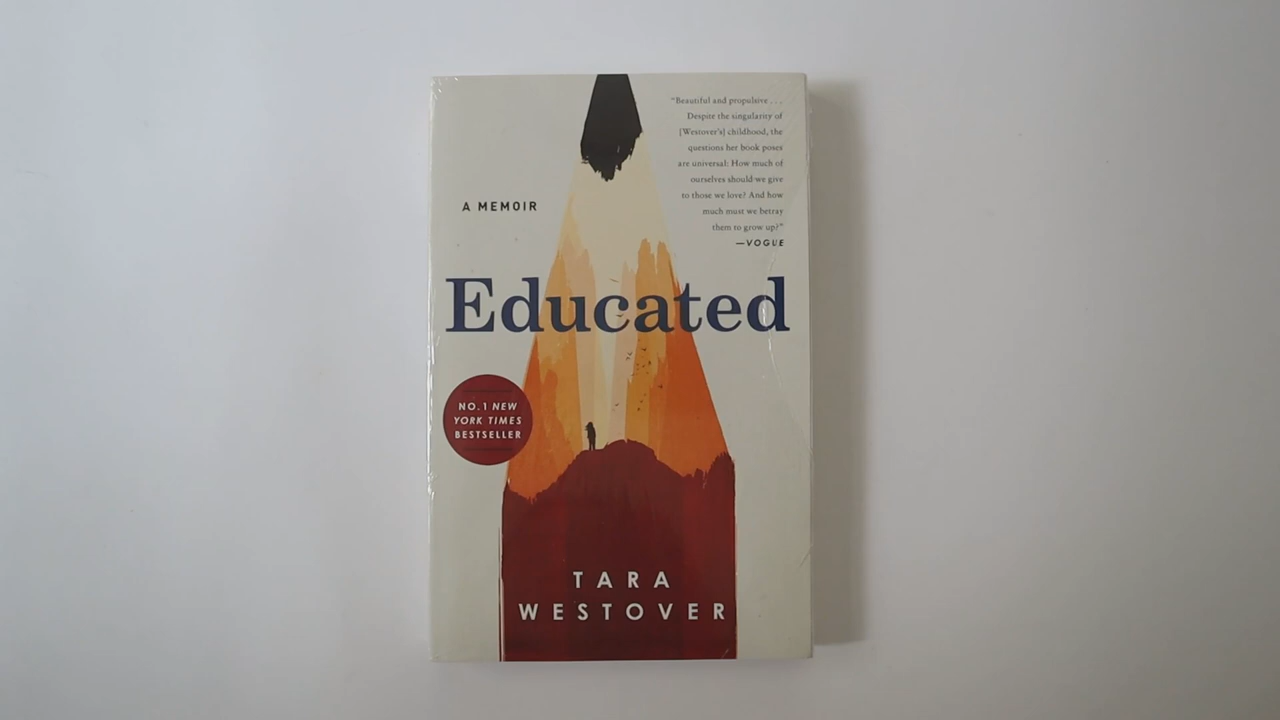 “Beautiful and propulsive . . .
Despite the singularity of
[Westover’s] childhood, the
questions her book poses
are universal: How much of
ourselves should we give
to those we love? And how
much must we betray
them to grow up?”
—VOGUE
A MEMOIR
Educated
NO. 1 NEW
YORK TIMES
BESTSELLER
TARA
WESTOVER